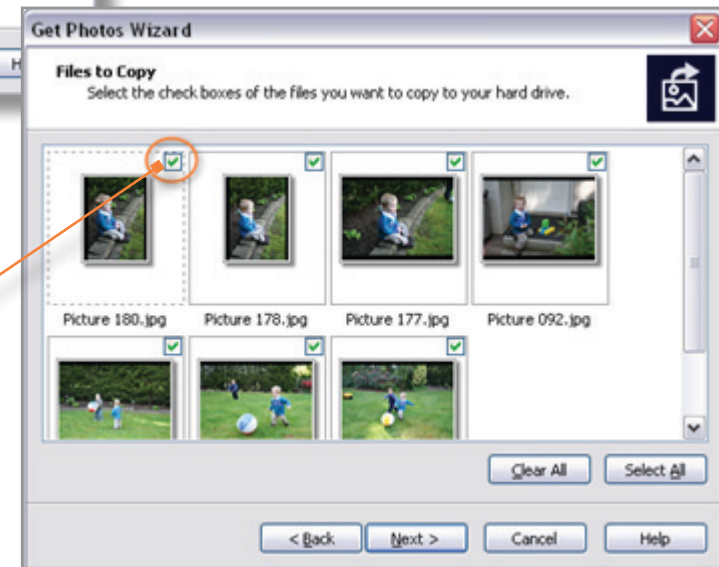 Get Photos Wizard
Files to Copy
Select the check boxes of the files you want to copy to your hard drive.
Picture 180.jpg
Picture 178.jpg
Picture 177.jpg
Picture 092.jpg
Clear All
Select All
< Back
Next >
Cancel
Help